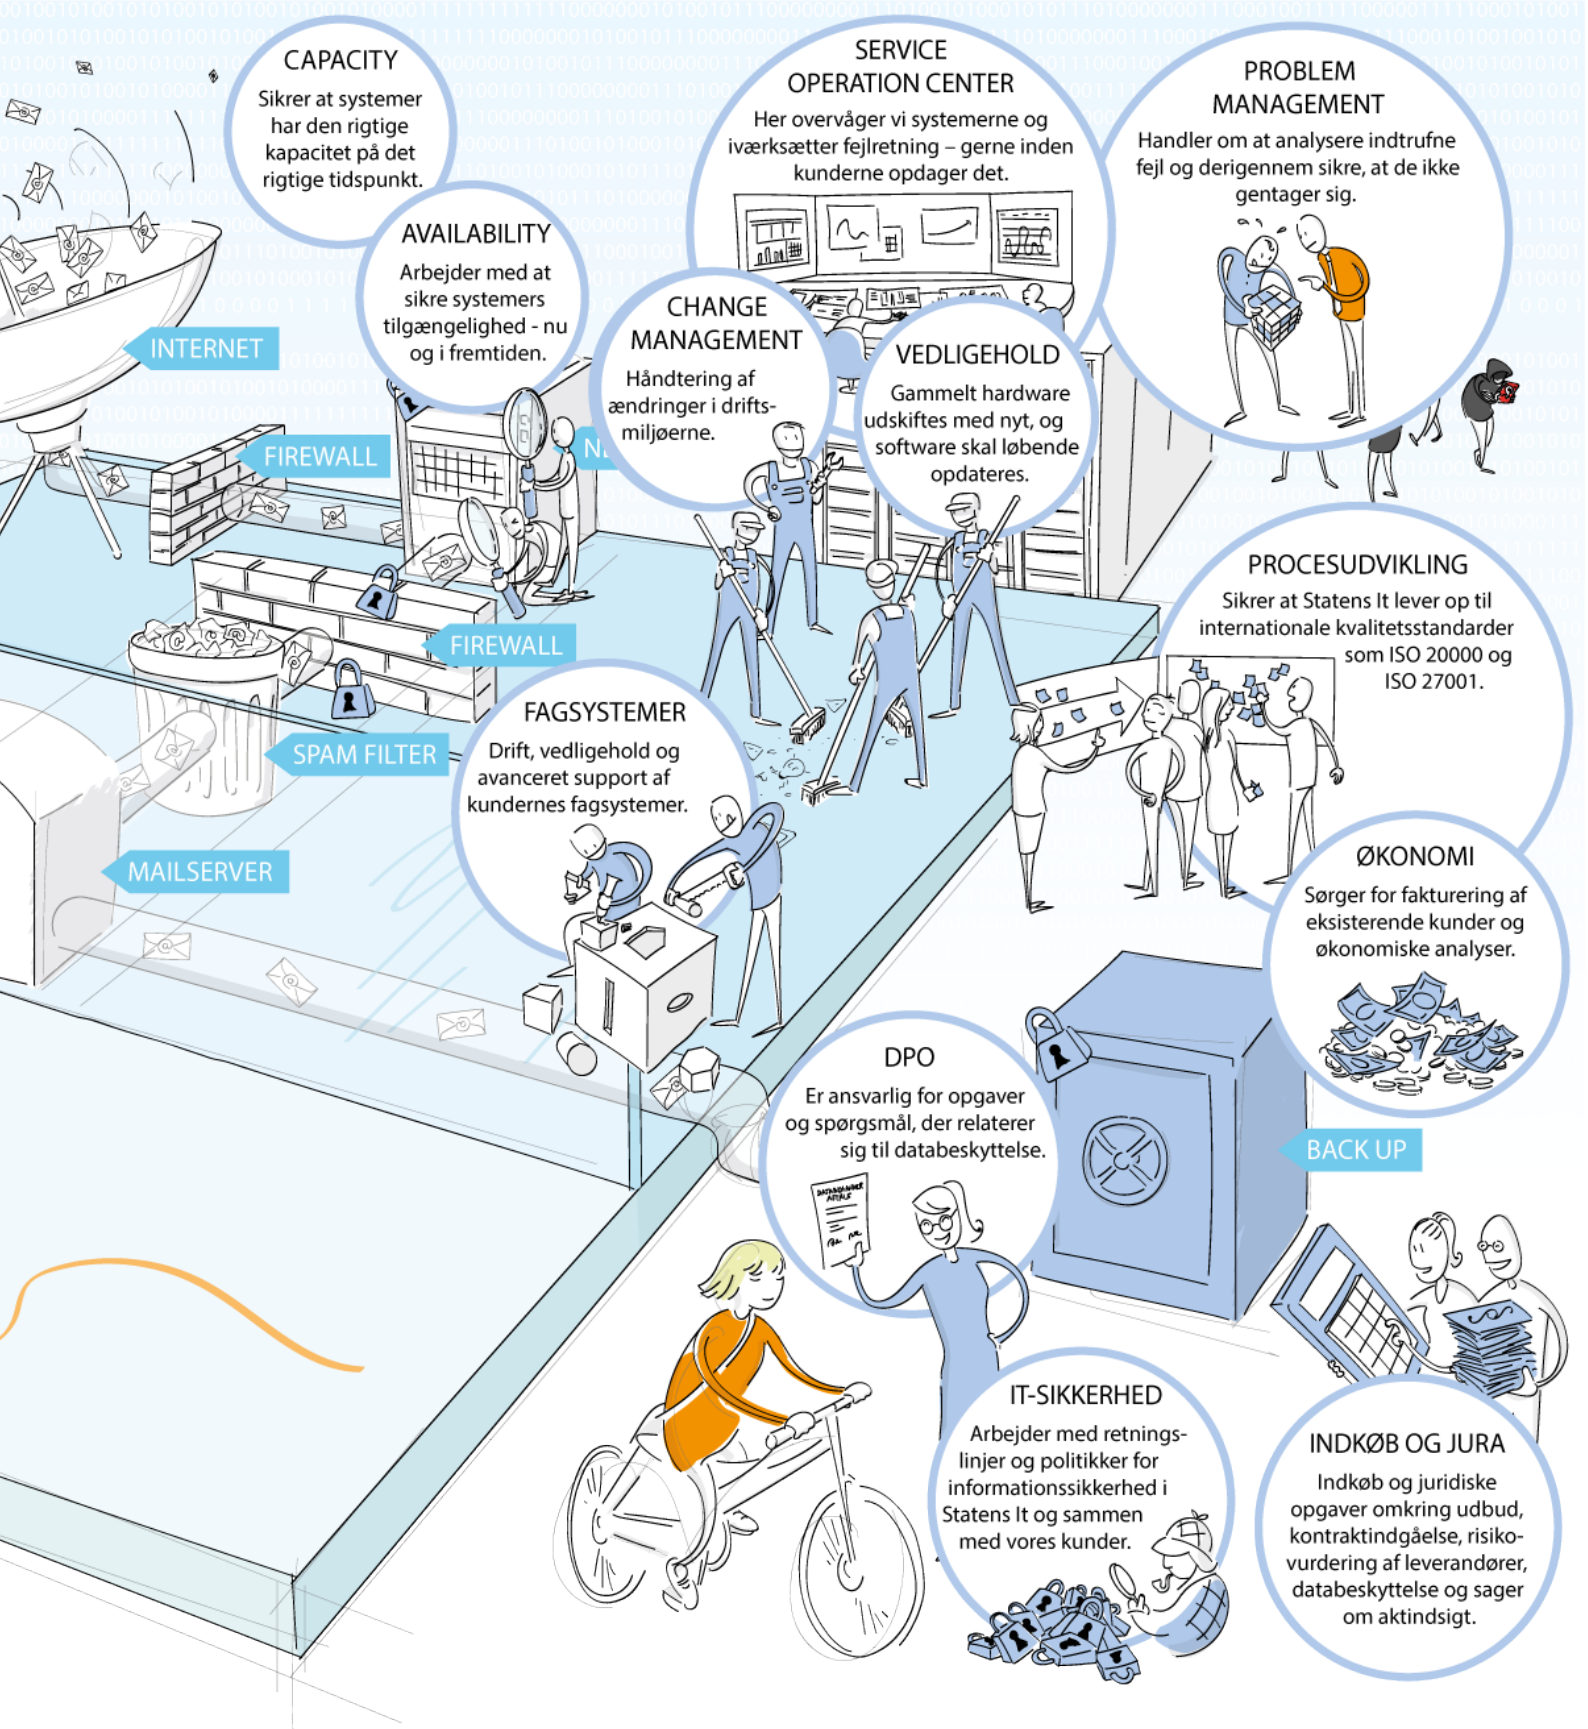 CAPACITY
Sikrer at systemer
har den rigtige
kapacitet på det
rigtige tidspunkt.
SERVICE
OPERATION CENTER
Her overvåger vi systemerne og
iværksætter fejlretning – gerne inden
kunderne opdager det.
PROBLEM
MANAGEMENT
Handler om at analysere indtrufne
fejl og derigennem sikre, at de ikke
gentager sig.
AVAILABILITY
Arbejder med at
sikre systemers
tilgængelighed - nu
og i fremtiden.
CHANGE
MANAGEMENT
Håndtering af
ændringer i drifts-
miljøerne.
VEDLIGEHOLD
Gammelt hardware
udskiftes med nyt, og
software skal løbende
opdateres.
INTERNET
FIREWALL
FIREWALL
PROCESUDVIKLING
Sikrer at Statens It lever op til
internationale kvalitetsstandarder
som ISO 20000 og
ISO 27001.
SPAM FILTER
FAGSYSTEMER
Drift, vedligehold og
avanceret support af
kundernes fagsystemer.
MAILSERVER
ØKONOMI
Sørger for fakturering af
eksisterende kunder og
økonomiske analyser.
DPO
Er ansvarlig for opgaver
og spørgsmål, der relaterer
sig til databeskyttelse.
BACK UP
IT-SIKKERHED
Arbejder med retnings-
linjer og politikker for
informationssikkerhed i
Statens It og sammen
med vores kunder.
INDKØB OG JURA
Indkøb og juridiske
opgaver omkring udbud,
kontraktindgåelse, risiko-
vurdering af leverandører,
databeskyttelse og sager
om aktindsigt.